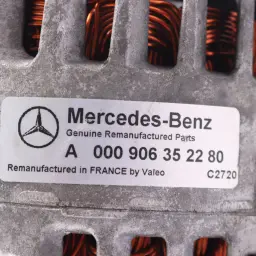 Mercedes-Benz
Genuine Remanufactured Parts
A 000 906 35 22 80
Remanufactured in FRANCE by Valeo C2720